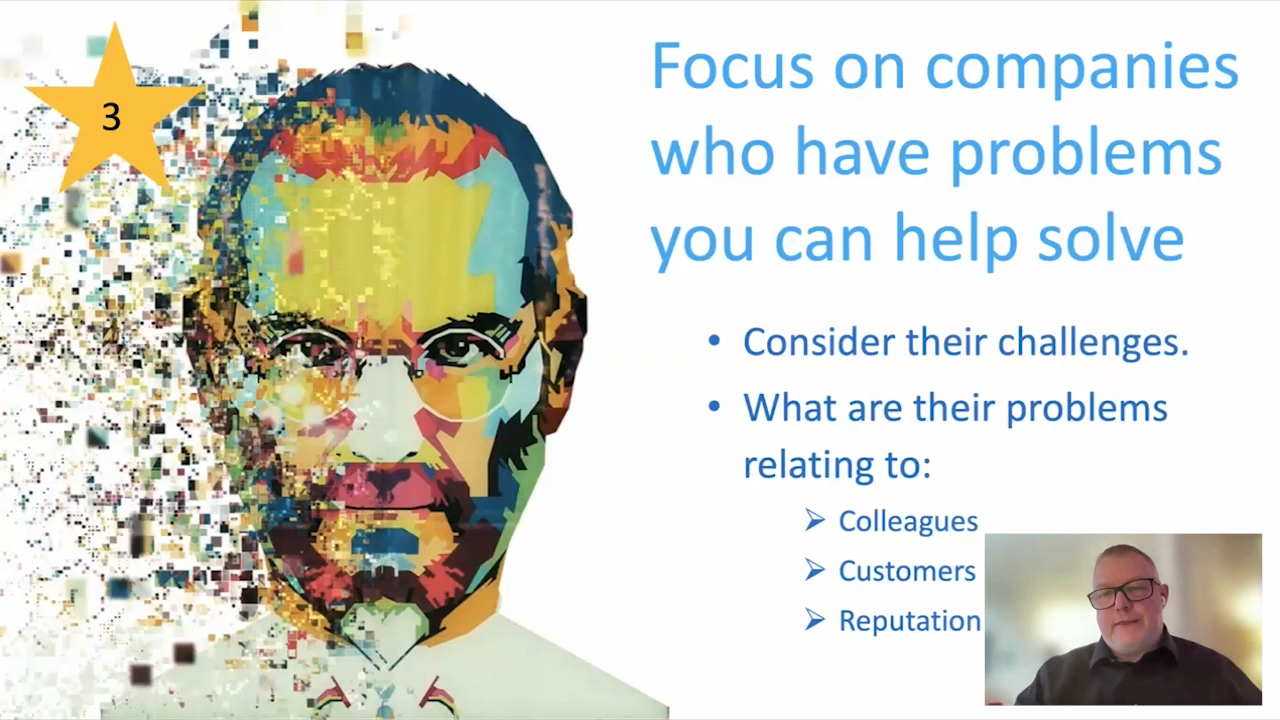 3
Focus on companies
who have problems
you can help solve
• Consider their challenges.
• What are their problems
relating to:
➢ Colleagues
➢ Customers
➢ Reputation